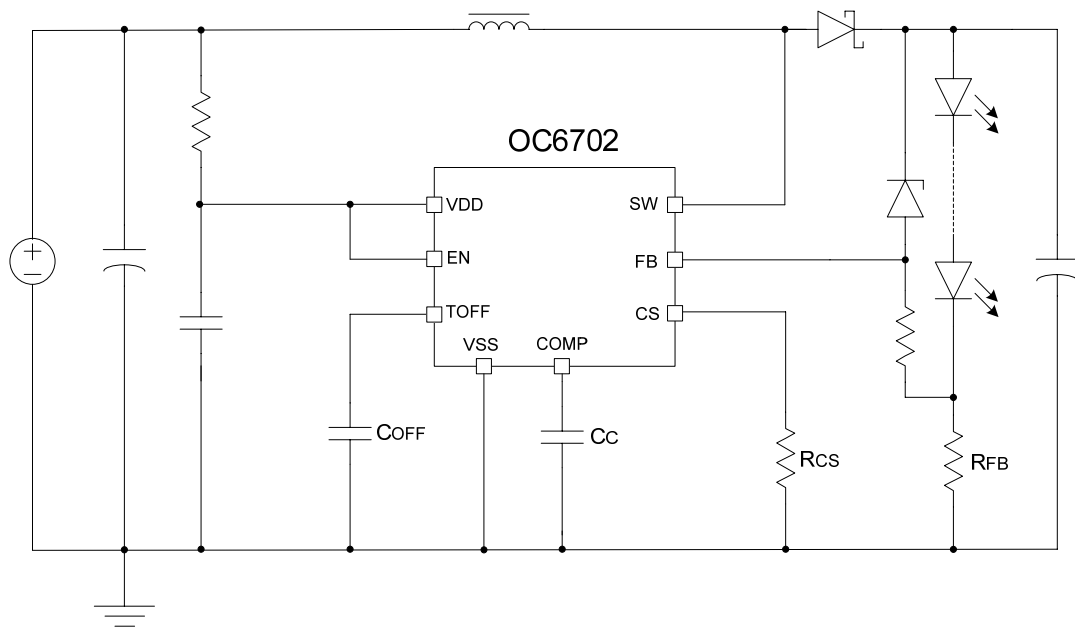 OC6702
VDD
SW
EN
FB
TOFF
CS
VSS
COMP
COFF
CC
RCS
RFB